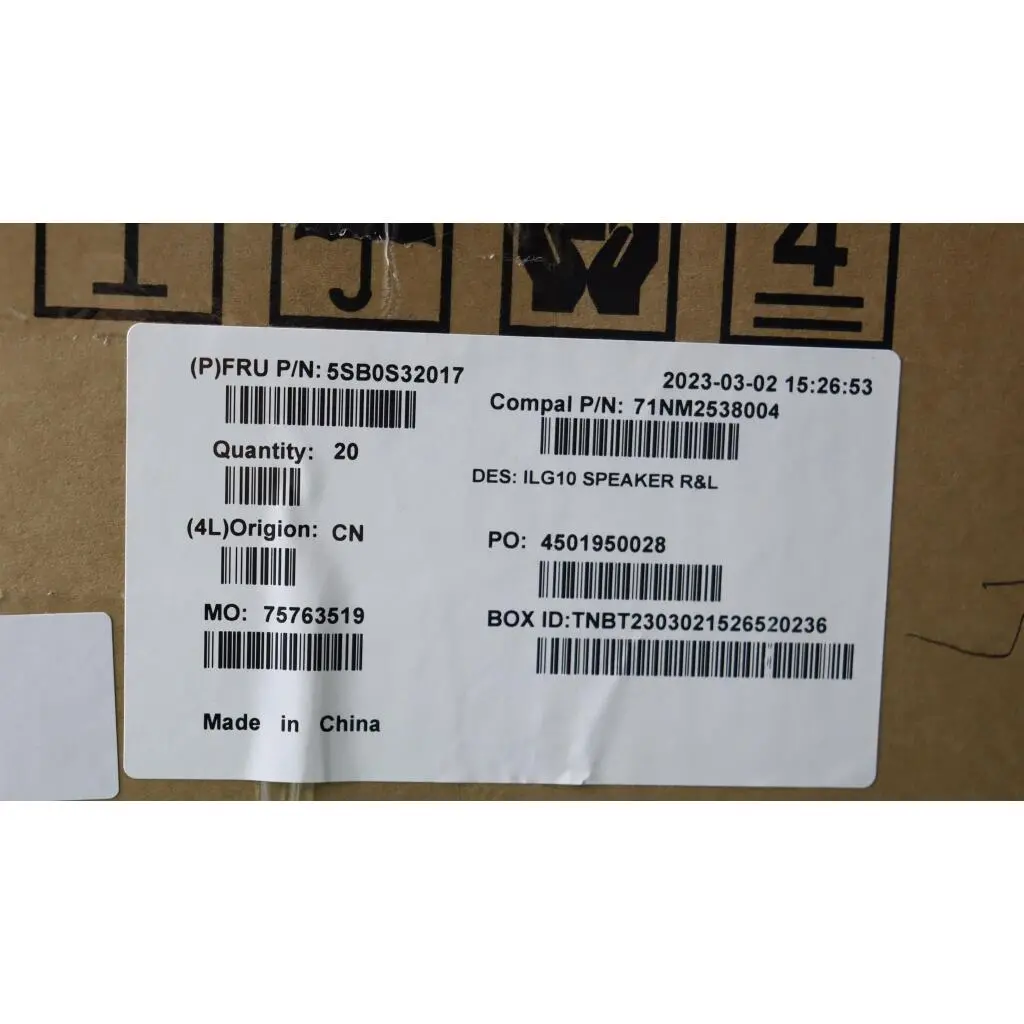 4
(P)FRU P/N: 5SB0S32017
2023-03-02 15:26:53
Compal P/N: 71NM2538004
Quantity: 20
DES: ILG10 SPEAKER R&L
(4L)Origion: CN
PO: 4501950028
MO: 75763519
BOX ID:TNBT2303021526520236
Made in China